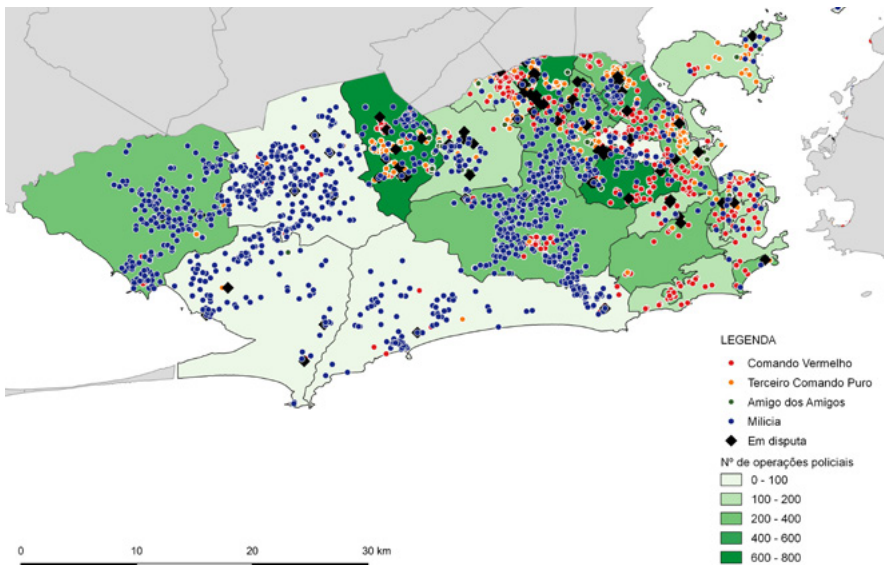 LEGENDA
Comando Vermelho
Terceiro Comando Puro
Amigo dos Amigos
Milicia
Em disputa
Nº de operações policiais
0 - 100
100 - 200
200 - 400
400 - 600
600 - 800
0 10 20 30 km